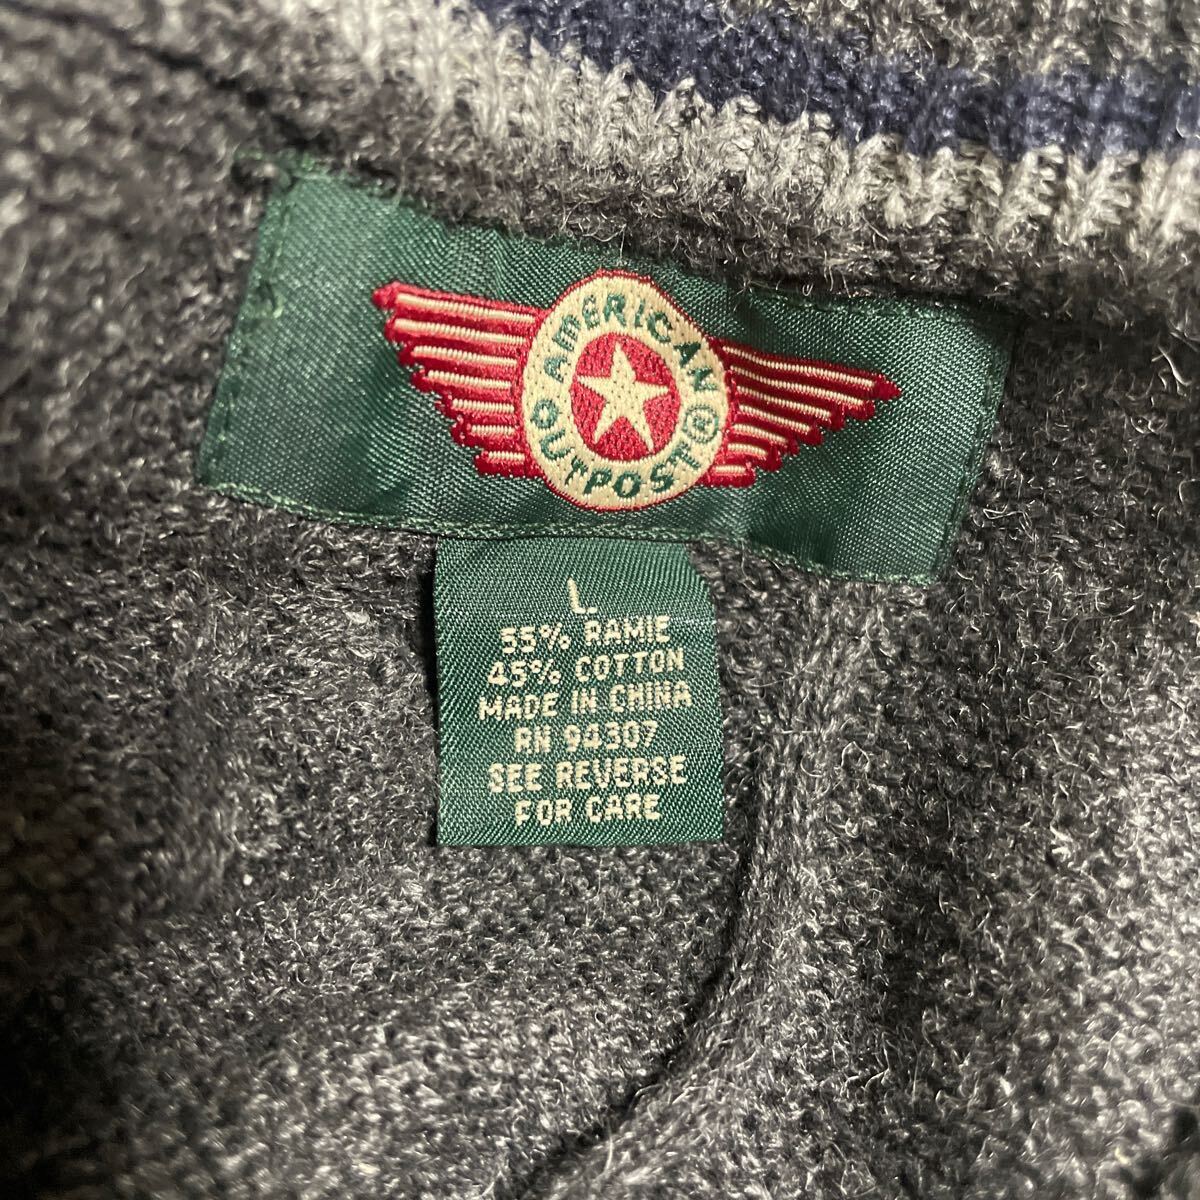 AMERICAN
OUTPOST®
L
55% RAMIE
45% COTTON
MADE IN CHINA
RN 94307
SEE REVERSE
FOR CARE